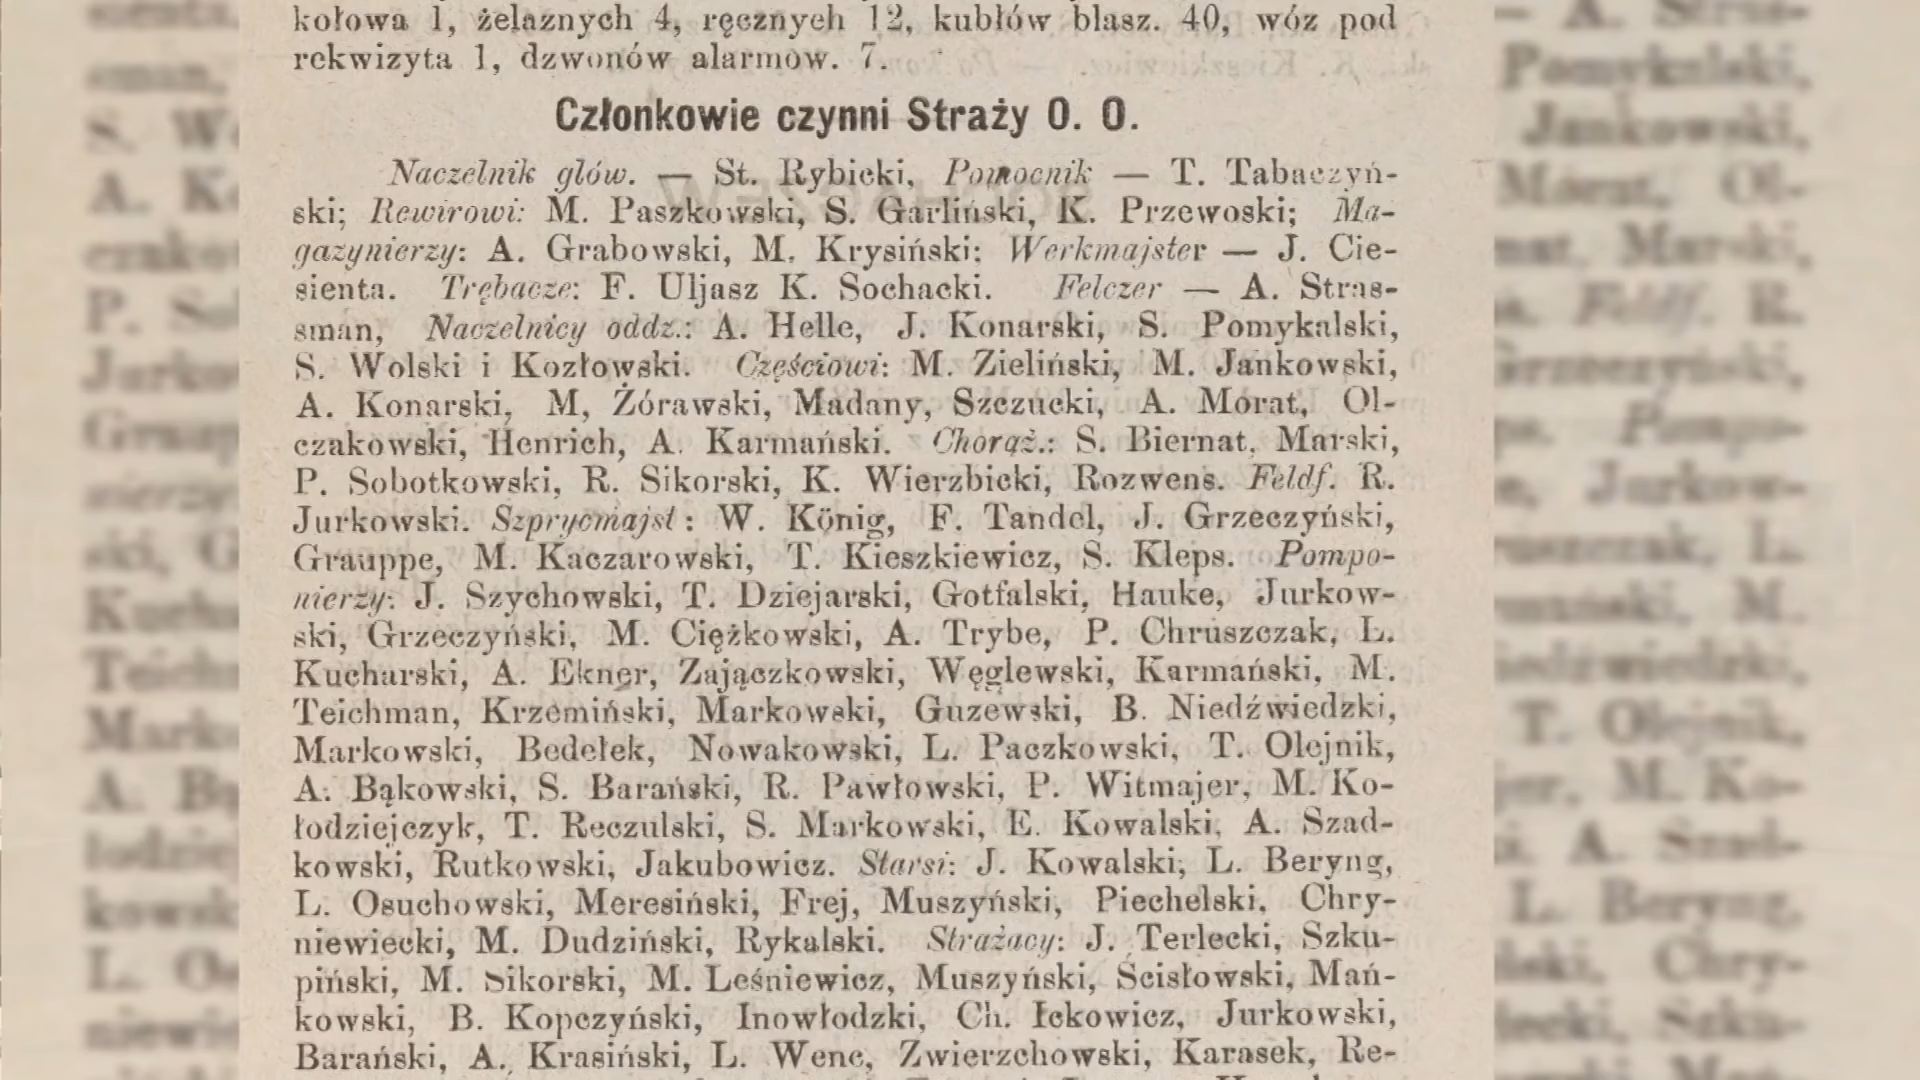 kołowa 1, żelaznych 4, ręcznych 12, kubłów blasz. 40, wóz pod
rekwizyta 1, dzwonów alarmow. 7.
Członkowie czynni Straży O. O.
Naczelnik głów. — St. Rybicki, Pomocnik — T. Tabaczyń-
ski; Rewirowi: M. Paszkowski, S. Garliński, K. Przewoski; Ma-
gazynierzy: A. Grabowski, M. Krysiński; Werkmajster — J. Cie-
sienta. Trębacze: F. Uljasz K. Sochacki. Felczer — A. Stras-
sman, Naczelnicy oddz.: A. Helle, J. Konarski, S. Pomykalski,
S. Wolski i Kozłowski. Częściowi: M. Zieliński, M. Jankowski,
A. Konarski, M, Żórawski, Madany, Szczucki, A. Morat, Ol-
czakowski, Henrich, A. Karmański. Chorąż.: S. Biernat, Marski,
P. Sobotkowski, R. Sikorski, K. Wierzbicki, Rozwens. Feldf. R.
Jurkowski. Szprycmajst: W. König, F. Tandel, J. Grzeczyński,
Grauppe, M. Kaczarowski, T. Kieszkiewicz, S. Kleps. Pompo-
nierzy: J. Szychowski, T. Dziejarski, Gotfalski, Hauke, Jurkow-
ski, Grzeczyński, M. Ciężkowski, A. Trybe, P. Chruszczak, L.
Kucharski, A. Ekner, Zajączkowski, Węglewski, Karmański, M.
Teichman, Krzemiński, Markowski, Guzewski, B. Niedźwiedzki,
Markowski, Bedełek, Nowakowski, L. Paczkowski, T. Olejnik,
A. Bąkowski, S. Barański, R. Pawłowski, P. Witmajer, M. Ko-
łodziejczyk, T. Reczulski, S. Markowski, E. Kowalski, A. Szad-
kowski, Rutkowski, Jakubowicz. Starsi: J. Kowalski, L. Beryng,
L. Osuchowski, Meresiński, Frej, Muszyński, Piechelski, Chry-
niewiecki, M. Dudziński, Rykalski. Strażacy: J. Terlecki, Szku-
piński, M. Sikorski, M. Leśniewicz, Muszyński, Ścisłowski, Mań-
kowski, B. Kopczyński, Inowłodzki, Ch. Ickowicz, Jurkowski,
Barański, A. Krasiński, L. Wenc, Zwierzchowski, Karasek, Re-